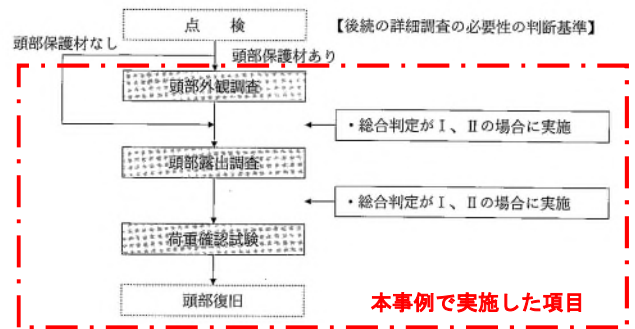 点 検
【後続の詳細調査の必要性の判断基準】
頭部保護材なし
頭部保護材あり
頭部外観調査
・総合判定がⅠ、Ⅱの場合に実施
頭部露出調査
・総合判定がⅠ、Ⅱの場合に実施
荷重確認試験
頭部復旧
本事例で実施した項目